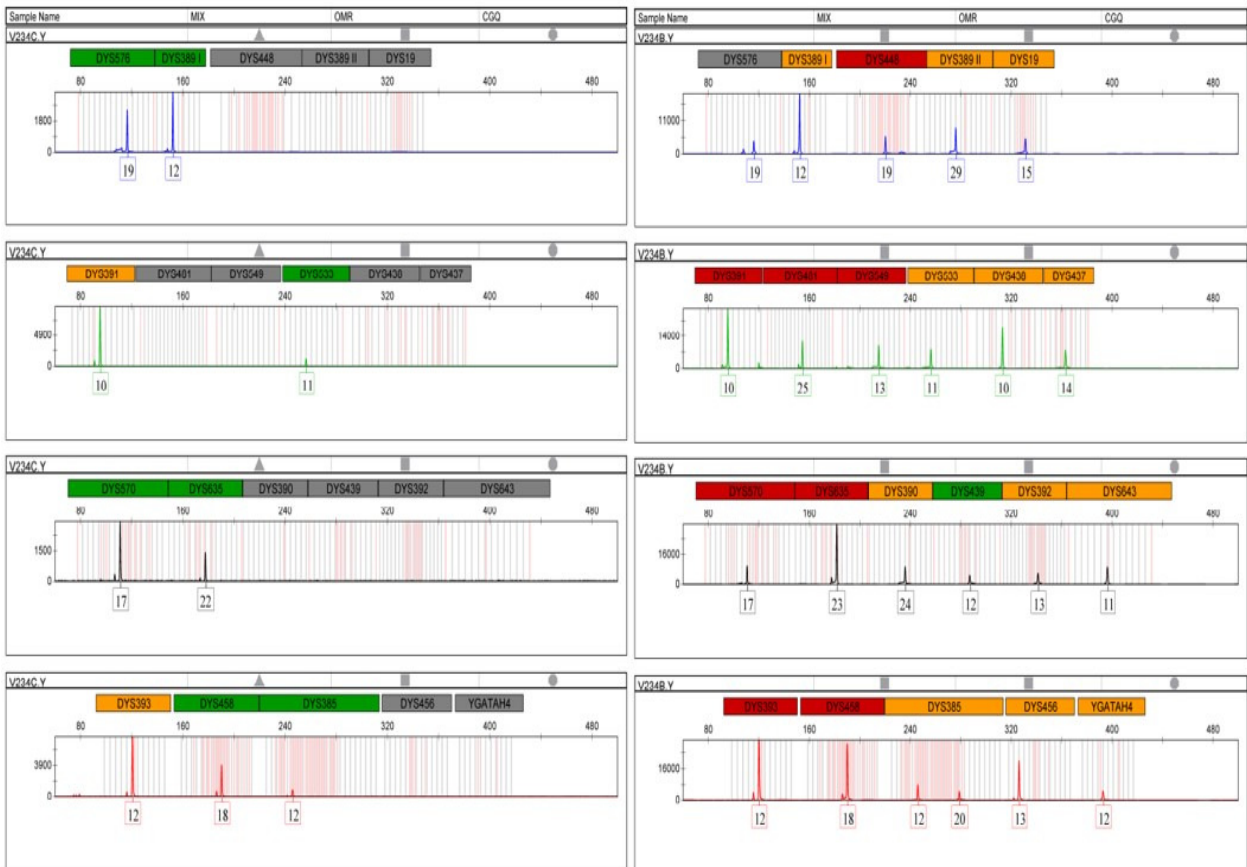 Sample Name MIX OMR CGQ
V234C.Y
DYS576 DYS389 I DYS448 DYS389 II DYS19
80 160 240 320 400 480
1800
0
19 12
V234C.Y
DYS391 DYS481 DYS549 DYS533 DYS438 DYS437
80 160 240 320 400 480
4900
0
10 11
V234C.Y
DYS570 DYS635 DYS390 DYS439 DYS392 DYS643
80 160 240 320 400 480
1500
0
17 22
V234C.Y
DYS393 DYS458 DYS385 DYS456 YGATAH4
80 160 240 320 400 480
3900
0
12 18 12
Sample Name MIX OMR CGQ
V234B.Y
DYS576 DYS389 I DYS448 DYS389 II DYS19
80 160 240 320 400 480
11000
0
19 12 19 29 15
V234B.Y
DYS391 DYS481 DYS549 DYS533 DYS438 DYS437
80 160 240 320 400 480
14000
0
10 25 13 11 10 14
V234B.Y
DYS570 DYS635 DYS390 DYS439 DYS392 DYS643
80 160 240 320 400 480
16000
0
17 23 24 12 13 11
V234B.Y
DYS393 DYS458 DYS385 DYS456 YGATAH4
80 160 240 320 400 480
16000
0
12 18 12 20 13 12